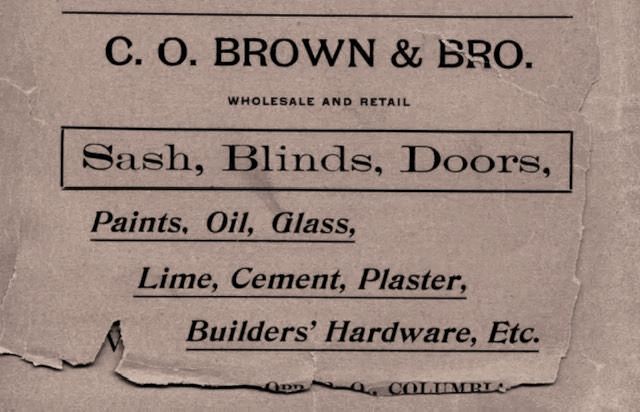 C. O. BROWN & BRO.
WHOLESALE AND RETAIL
Sash, Blinds, Doors,
Paints, Oil, Glass,
Lime, Cement, Plaster,
Builders' Hardware, Etc.